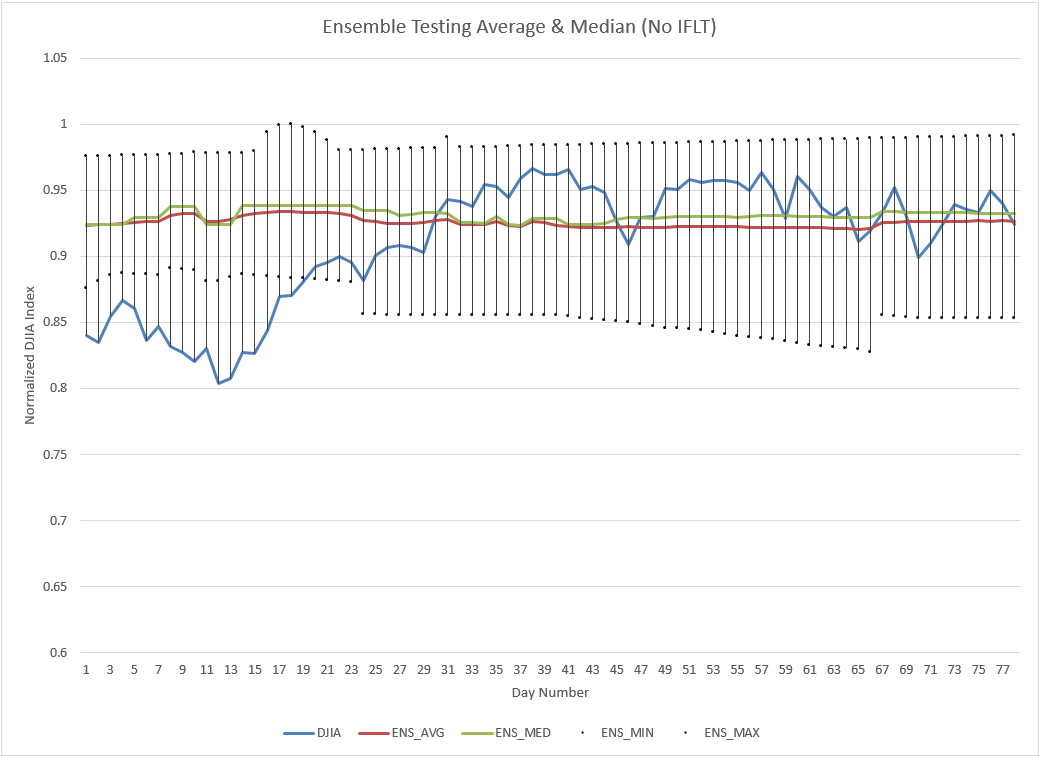 Ensemble Testing Average & Median (No IFLT)
1.05
1
0.95
0.9
0.85
0.8
0.75
0.7
0.65
0.6
Normalized DJIA Index
1 3 5 7 9 11 13 15 17 19 21 23 25 27 29 31 33 35 37 39 41 43 45 47 49 51 53 55 57 59 61 63 65 67 69 71 73 75 77
Day Number
DJIA ENS_AVG ENS_MED ENS_MIN ENS_MAX